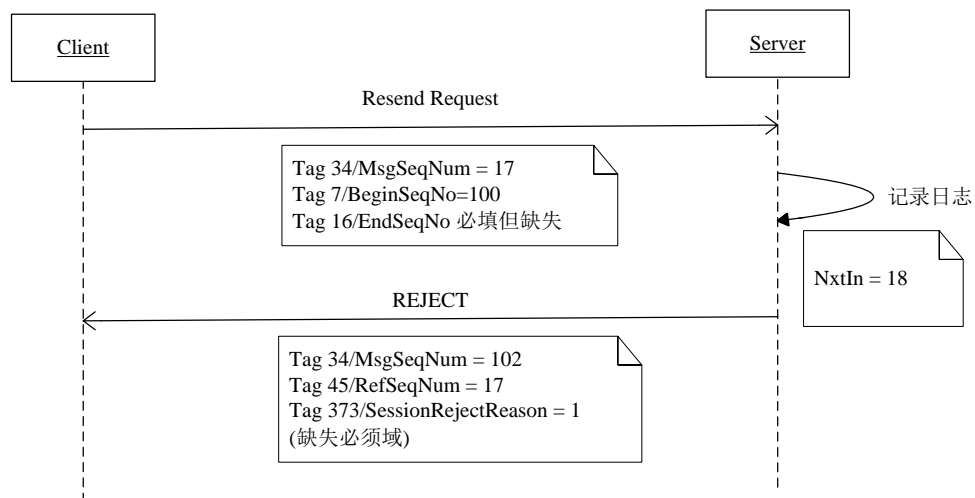 Client
Server
Resend Request
Tag 34/MsgSeqNum = 17
Tag 7/BeginSeqNo=100
Tag 16/EndSeqNo 必填但缺失
记录日志
NxtIn = 18
REJECT
Tag 34/MsgSeqNum = 102
Tag 45/RefSeqNum = 17
Tag 373/SessionRejectReason = 1
(缺失必须域)